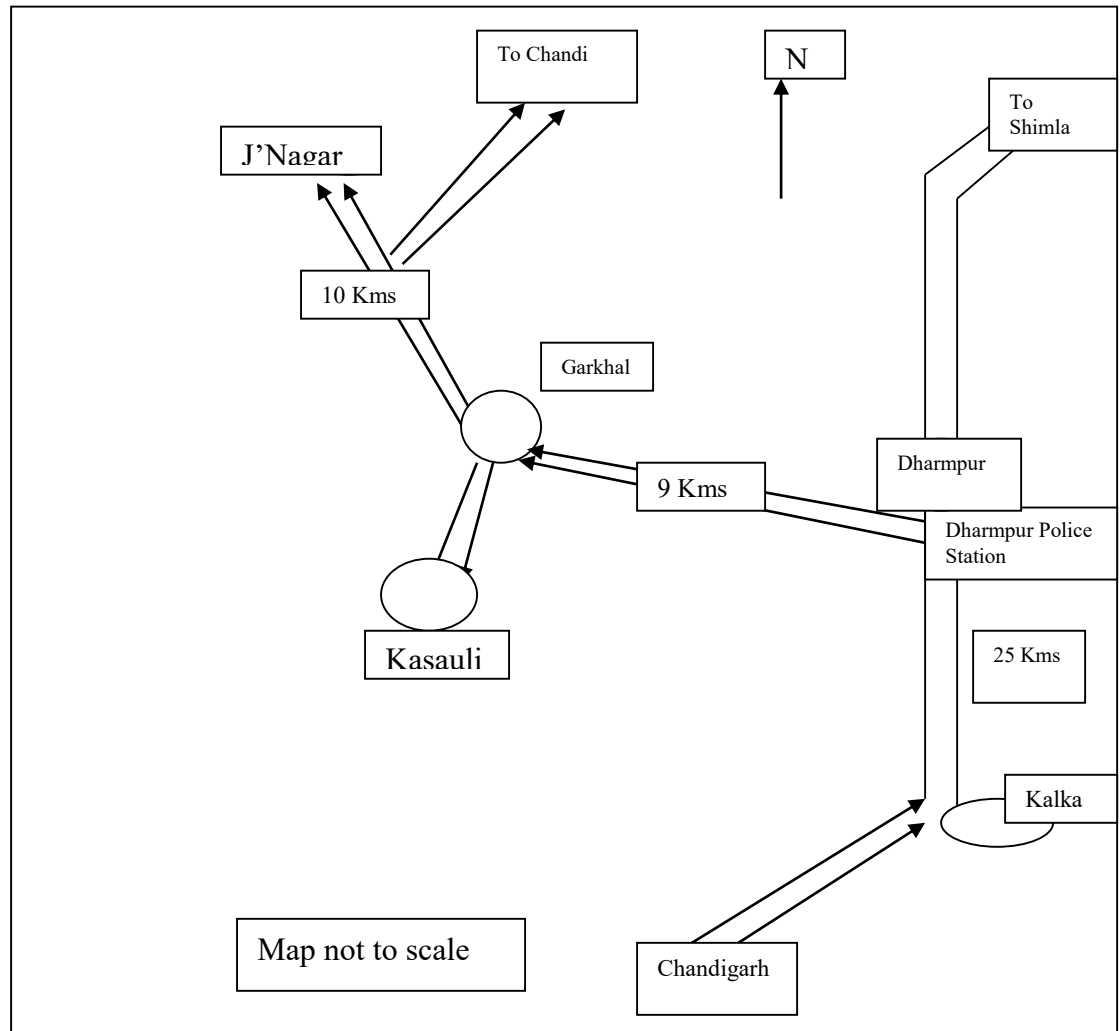 To Chandi
N
To
Shimla
J'Nagar
10 Kms
Garkhal
Dharmpur
9 Kms
Dharmpur Police
Station
Kasauli
25 Kms
Kalka
Map not to scale
Chandigarh